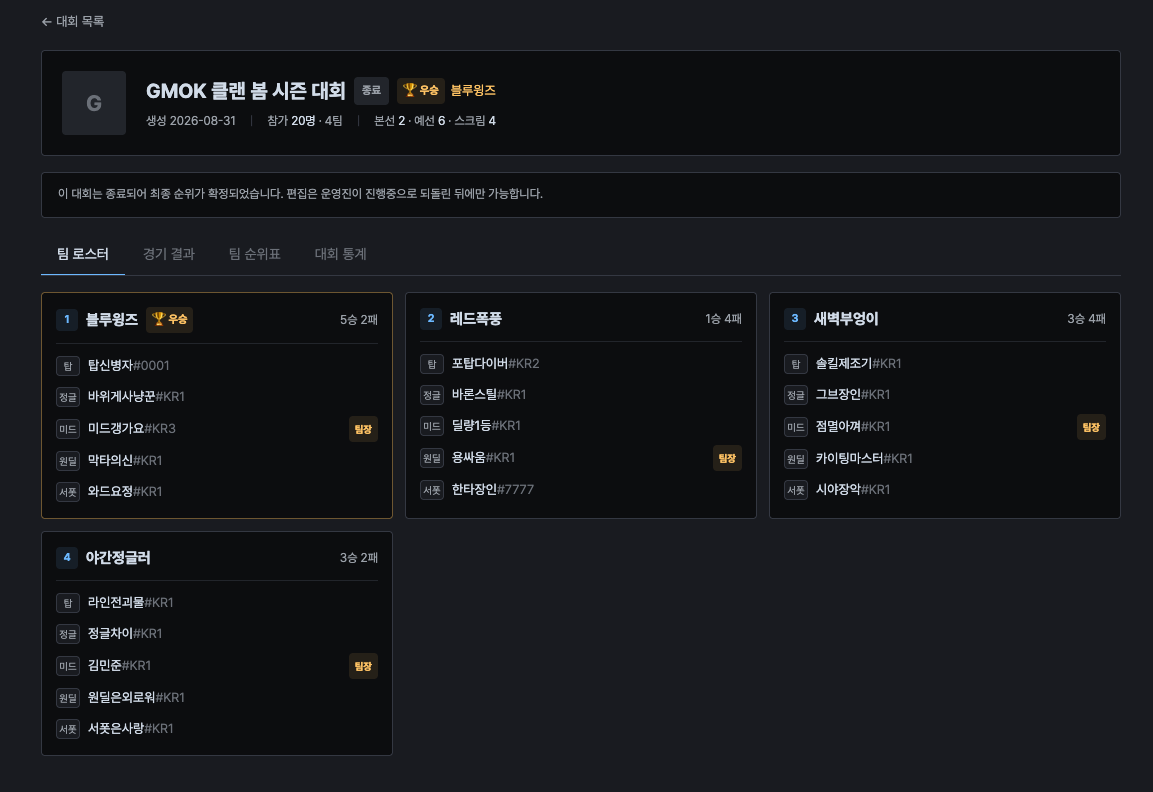 ← 대회 목록
G
GMOK 클랜 봄 시즌 대회 종료 🏆 우승 블루윙즈
생성 2026-08-31 참가 20명 · 4팀 본선 2 · 예선 6 · 스크림 4
이 대회는 종료되어 최종 순위가 확정되었습니다. 편집은 운영진이 진행중으로 되돌린 뒤에만 가능합니다.
팀 로스터 경기 결과 팀 순위표 대회 통계
1 블루윙즈 🏆 우승 5승 2패
탑 탑신병자#0001
정글 바위게사냥꾼#KR1
미드 미드갱가요#KR3 팀장
원딜 막타의신#KR1
서폿 와드요정#KR1
2 레드폭풍 1승 4패
탑 포탑다이버#KR2
정글 바론스틸#KR1
미드 딜량1등#KR1
원딜 용싸움#KR1 팀장
서폿 한타장인#7777
3 새벽부엉이 3승 4패
탑 솔킬제조기#KR1
정글 그브장인#KR1
미드 점멸아껴#KR1 팀장
원딜 카이팅마스터#KR1
서폿 시야장악#KR1
4 야간정글러 3승 2패
탑 라인전괴물#KR1
정글 정글차이#KR1
미드 김민준#KR1 팀장
원딜 원딜은외로워#KR1
서폿 서폿은사랑#KR1